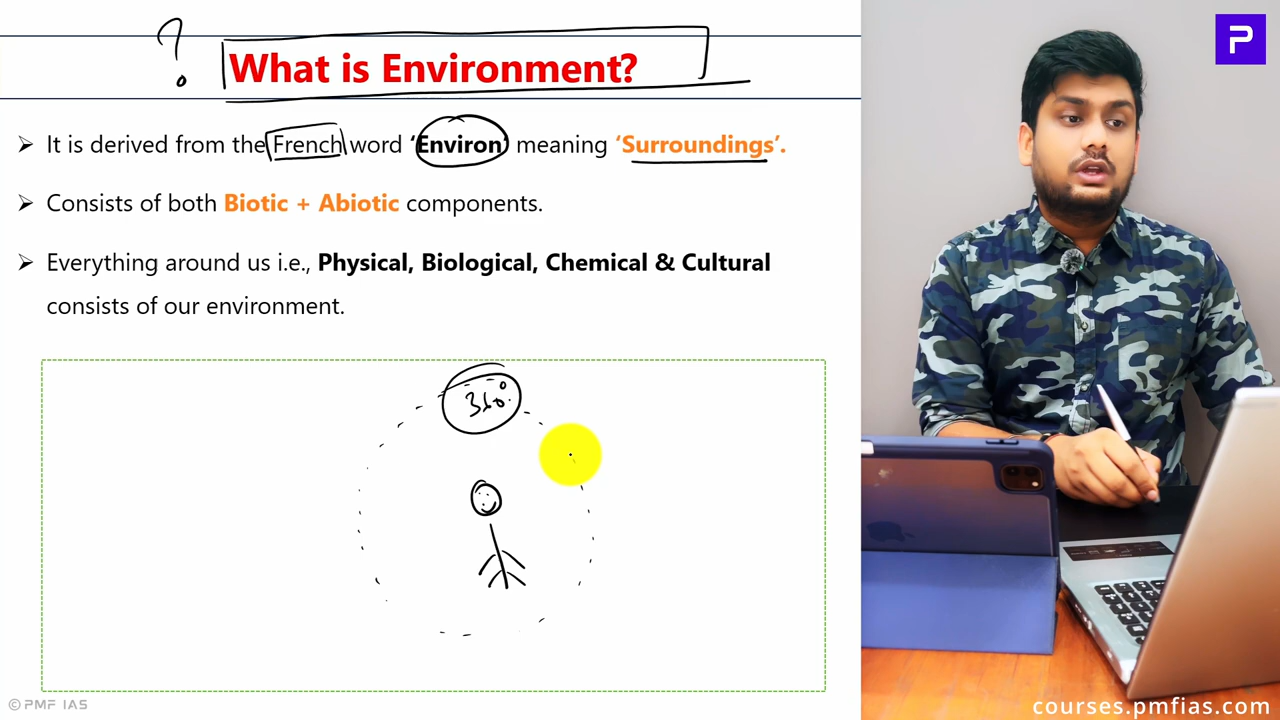 ?
What is Environment?
It is derived from the French word ‘Environ’ meaning ‘Surroundings’.
Consists of both Biotic + Abiotic components.
Everything around us i.e., Physical, Biological, Chemical & Cultural
consists of our environment.
360°
© PMF IAS
P
courses.pmfias.com